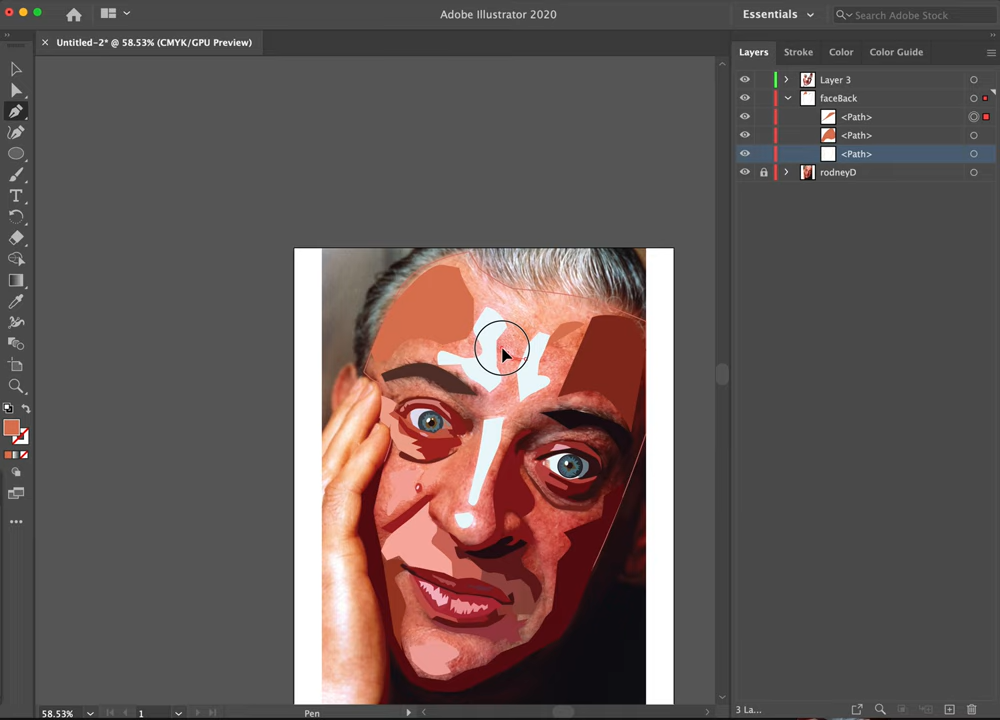 Adobe Illustrator 2020
Essentials
Search Adobe Stock
Untitled-2* @ 58.53% (CMYK/GPU Preview)
Layers
Stroke
Color
Color Guide
Layer 3
faceBack
<Path>
<Path>
<Path>
rodneyD
58.53%
1
Pen
3 La...